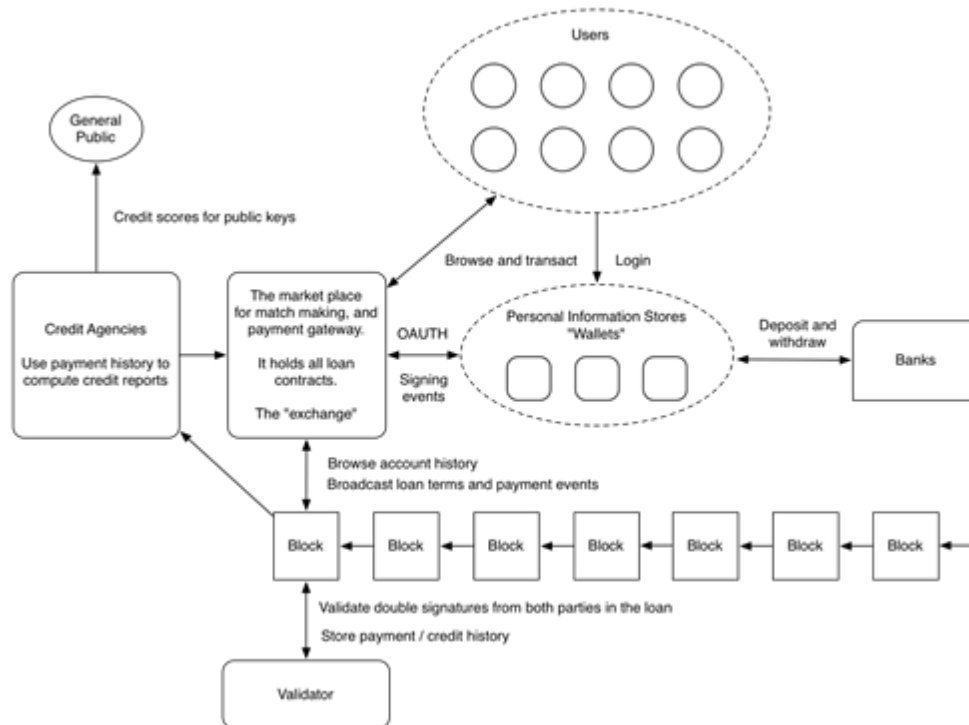 Users
General
Public
Credit scores for public keys
Browse and transact
Login
Credit Agencies
Use payment history to
compute credit reports
The market place
for match making, and
payment gateway.
It holds all loan
contracts.
The "exchange"
OAUTH
Signing
events
Personal Information Stores
"Wallets"
Deposit and
withdraw
Banks
Browse account history
Broadcast loan terms and payment events
Block
Block
Block
Block
Block
Block
Block
Validate double signatures from both parties in the loan
Store payment / credit history
Validator